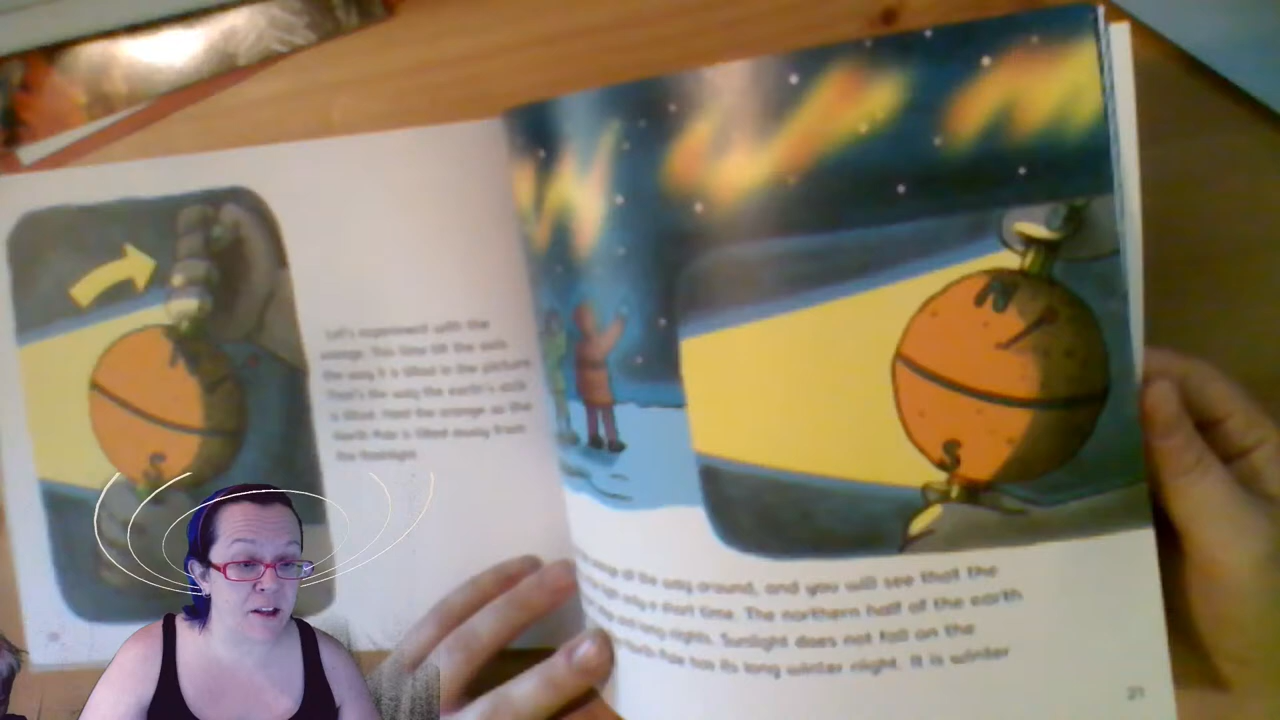 Let's experiment with the
orange. This time tilt the axis
the way it is tilted in the picture.
That's the way the earth's axis
is tilted. Hold the orange so the
North Pole is tilted away from
the flashlight.
N
S
N
S
all the way around, and you will see that the
only a short time. The northern half of the earth
and long nights. Sunlight does not fall on the
North Pole has its long winter night. It is winter
21